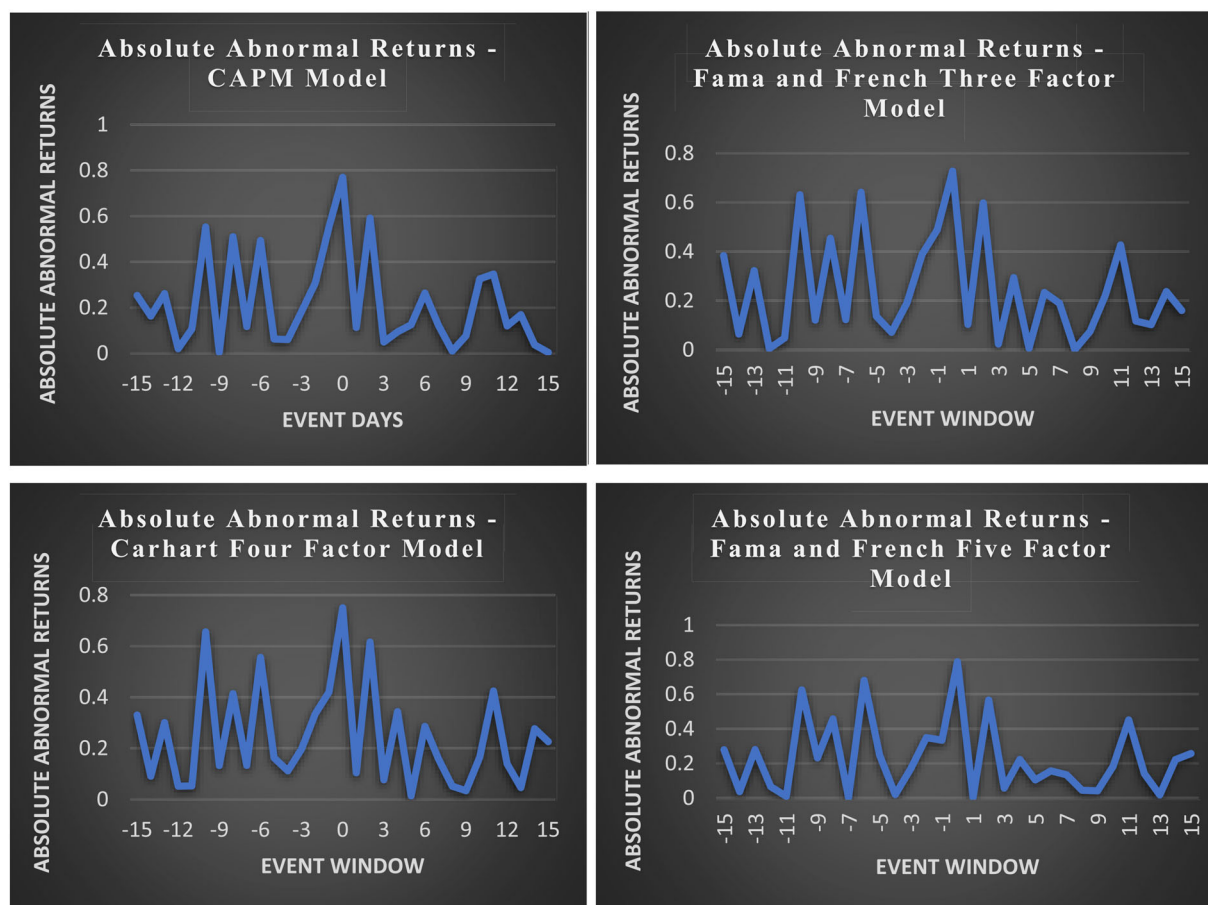 Absolute Abnormal Returns -
CAPM Model
ABSOLUTE ABNORMAL RETURNS
1
0.8
0.6
0.4
0.2
0
-15 -12 -9 -6 -3 0 3 6 9 12 15
EVENT DAYS
Absolute Abnormal Returns -
Fama and French Three Factor
Model
ABSOLUTE ABNORMAL RETURNS
0.8
0.6
0.4
0.2
0
-15 -13 -11 -9 -7 -5 -3 -1 1 3 5 7 9 11 13 15
EVENT WINDOW
Absolute Abnormal Returns -
Carhart Four Factor Model
ABSOLUTE ABNORMAL RETURNS
0.8
0.6
0.4
0.2
0
-15 -12 -9 -6 -3 0 3 6 9 12 15
EVENT WINDOW
Absolute Abnormal Returns -
Fama and French Five Factor
Model
ABSOLUTE ABNORMAL RETURNS
1
0.8
0.6
0.4
0.2
0
-15 -13 -11 -9 -7 -5 -3 -1 1 3 5 7 9 11 13 15
EVENT WINDOW